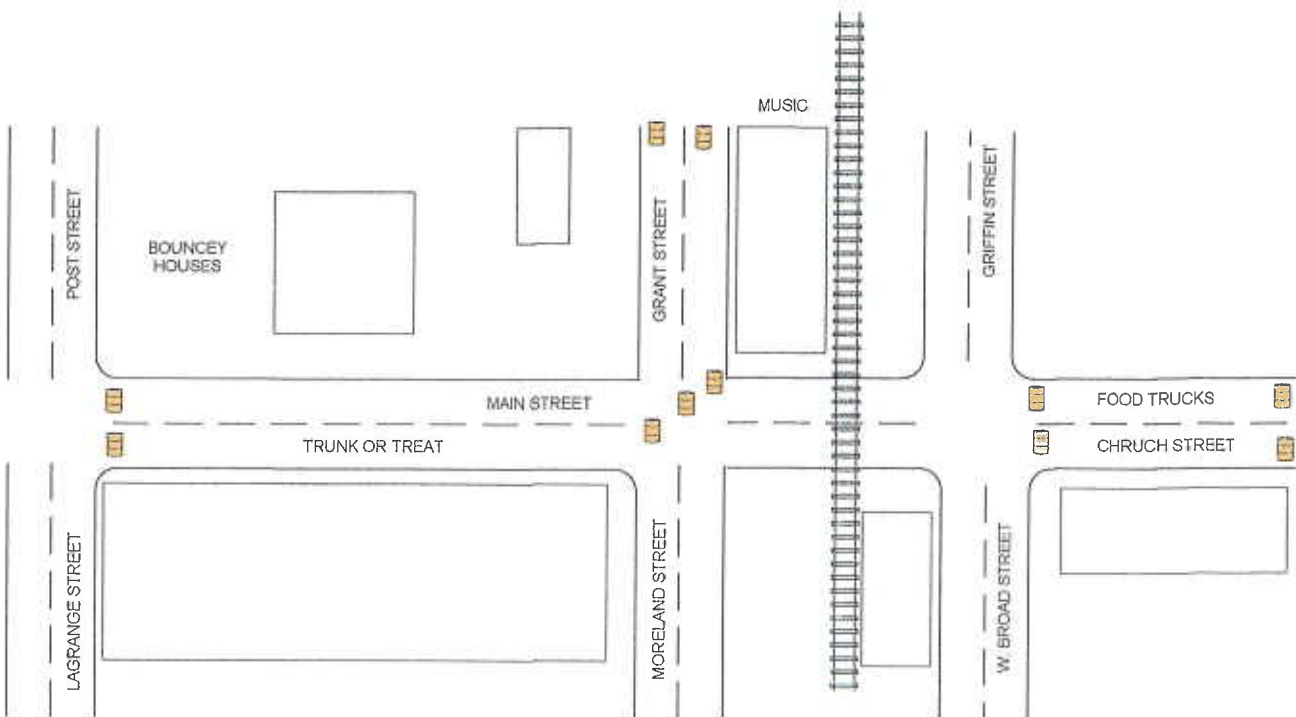 MUSIC
POST STREET
BOUNCEY
HOUSES
GRANT STREET
GRIFFIN STREET
MAIN STREET
FOOD TRUCKS
TRUNK OR TREAT
CHRUCH STREET
LAGRANGE STREET
MORELAND STREET
W. BROAD STREET